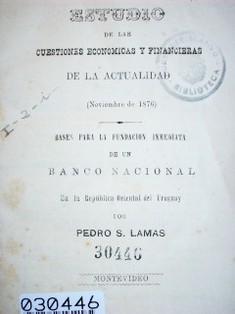 ESTUDIO
DE LAS
CUESTIONES ECONOMICAS Y FINANCIERAS
DE LA ACTUALIDAD
(Noviembre de 1876)
BIBLIOTECA
I-2-i
BASES PARA LA FUNDACION INMEDIATA
DE UN
BANCO NACIONAL
En la República Oriental del Uruguay
POR
PEDRO S. LAMAS
30446
MONTEVIDEO
030446